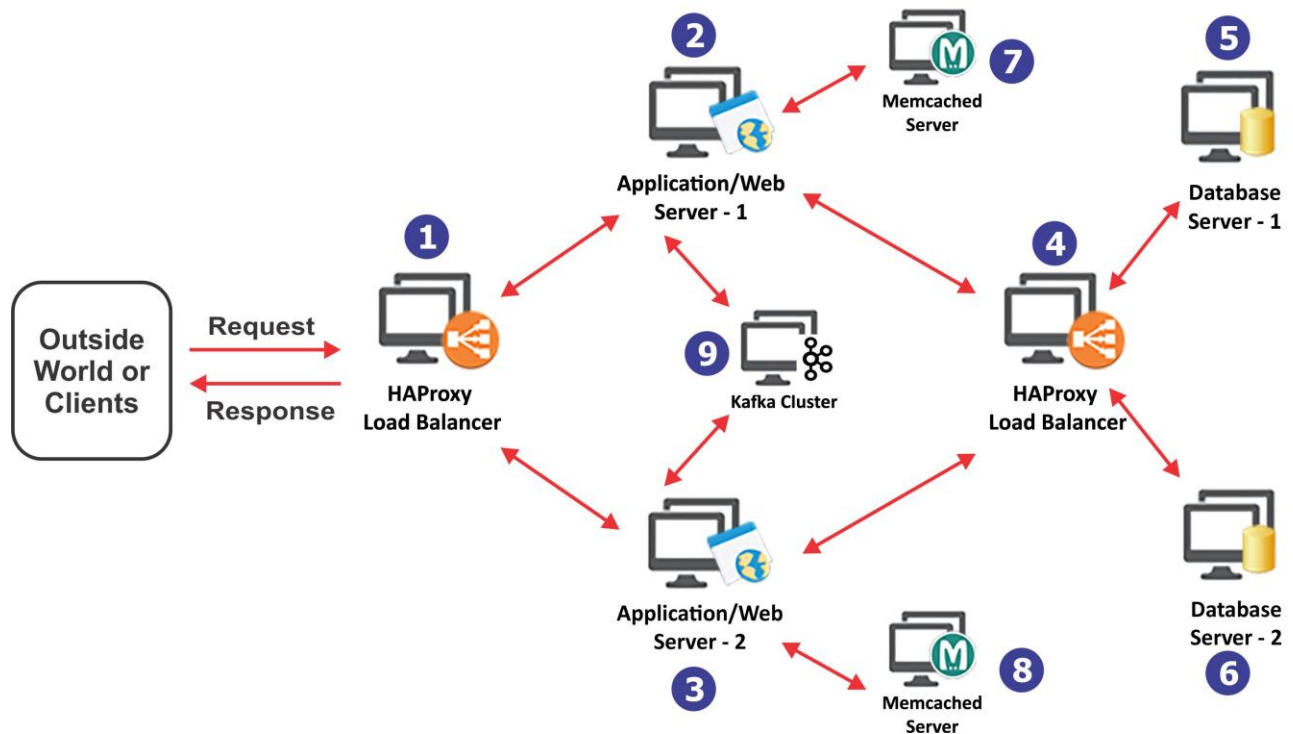 2
7
Memcached
Server
5
Application/Web
Server - 1
Database
Server - 1
1
4
Outside
World or
Clients
Request
Response
HAProxy
Load Balancer
9
Kafka Cluster
HAProxy
Load Balancer
Application/Web
Server - 2
3
M
Memcached
Server
8
M
Database
Server - 2
6